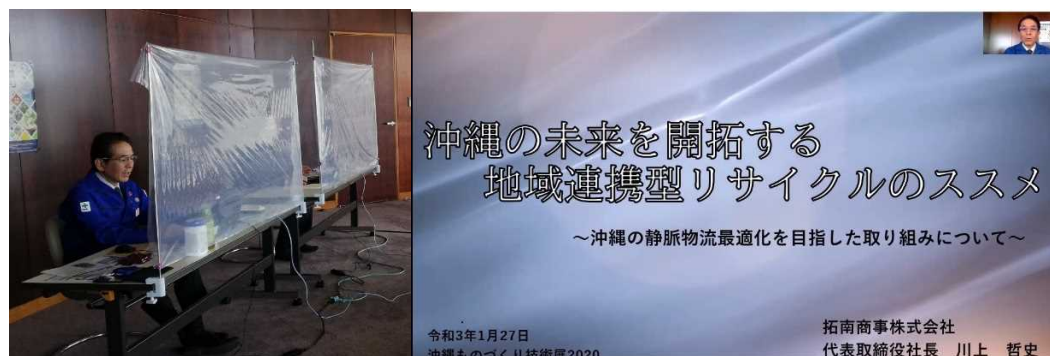 沖縄の未来を開拓する
地域連携型リサイクルのススメ
～沖縄の静脈物流最適化を目指した取り組みについて～
令和3年1月27日
沖縄ものづくり技術展2020
拓南商事株式会社
代表取締役社長　川上　哲史